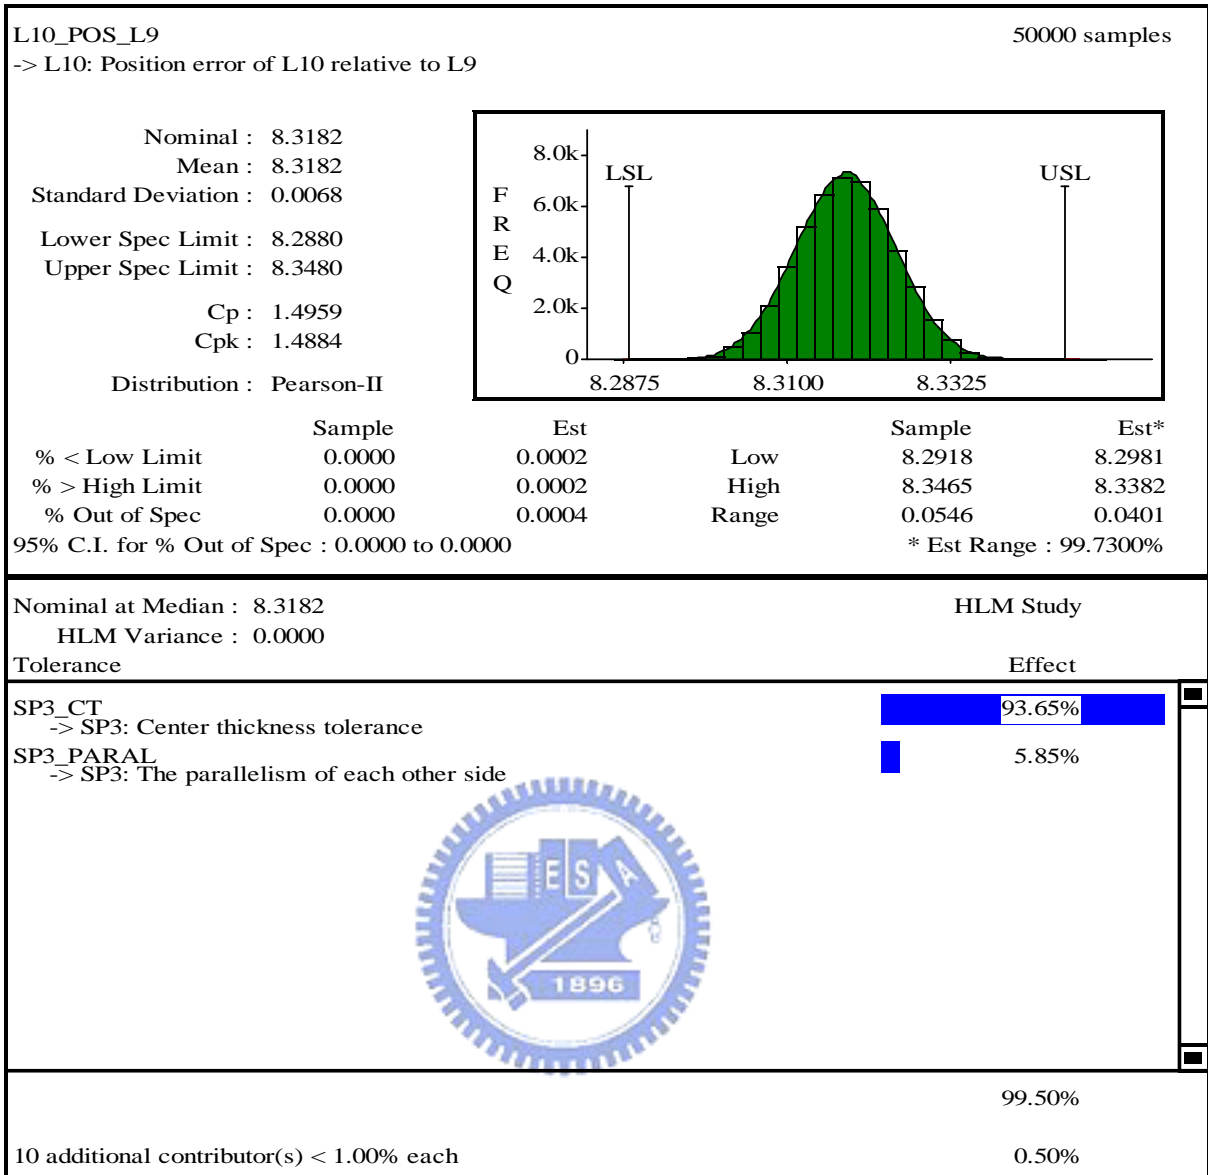 L10_POS_L9 50000 samples
-> L10: Position error of L10 relative to L9
Nominal : 8.3182
Mean : 8.3182
Standard Deviation : 0.0068
Lower Spec Limit : 8.2880
Upper Spec Limit : 8.3480
Cp : 1.4959
Cpk : 1.4884
Distribution : Pearson-II
FREQ
8.0k
6.0k
4.0k
2.0k
0
LSL USL
8.2875 8.3100 8.3325
Sample Est Sample Est*
% < Low Limit 0.0000 0.0002 Low 8.2918 8.2981
% > High Limit 0.0000 0.0002 High 8.3465 8.3382
% Out of Spec 0.0000 0.0004 Range 0.0546 0.0401
95% C.I. for % Out of Spec : 0.0000 to 0.0000 * Est Range : 99.7300%
Nominal at Median : 8.3182 HLM Study
HLM Variance : 0.0000
Tolerance Effect
SP3_CT 93.65%
-> SP3: Center thickness tolerance
SP3_PARAL 5.85%
-> SP3: The parallelism of each other side
E S A
1896
99.50%
10 additional contributor(s) < 1.00% each 0.50%